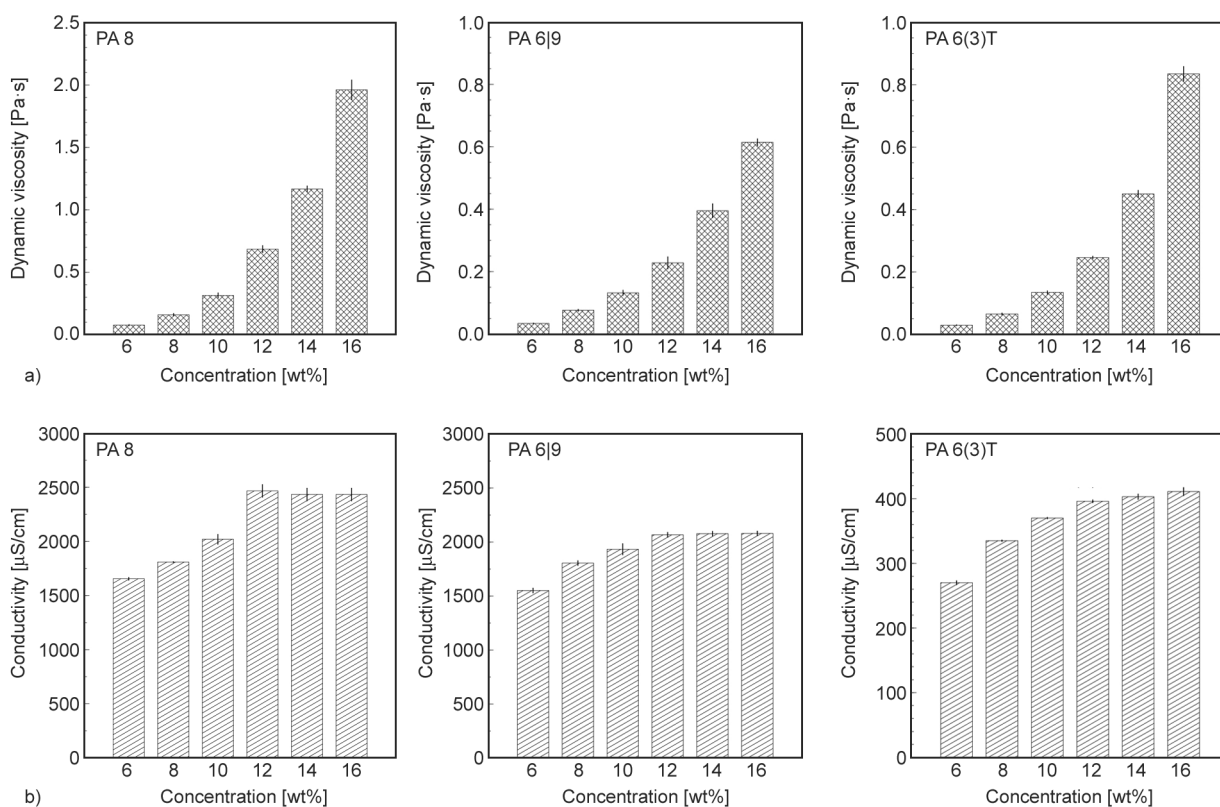 PA 8
Dynamic viscosity [Pa·s]
2.5
2.0
1.5
1.0
0.5
0.0
6 8 10 12 14 16
Concentration [wt%]
PA 6|9
Dynamic viscosity [Pa·s]
1.0
0.8
0.6
0.4
0.2
0.0
6 8 10 12 14 16
Concentration [wt%]
PA 6(3)T
Dynamic viscosity [Pa·s]
1.0
0.8
0.6
0.4
0.2
0.0
6 8 10 12 14 16
Concentration [wt%]
a)
PA 8
Conductivity [µS/cm]
3000
2500
2000
1500
1000
500
0
6 8 10 12 14 16
Concentration [wt%]
PA 6|9
Conductivity [µS/cm]
3000
2500
2000
1500
1000
500
0
6 8 10 12 14 16
Concentration [wt%]
PA 6(3)T
Conductivity [µS/cm]
500
400
300
200
100
0
6 8 10 12 14 16
Concentration [wt%]
b)